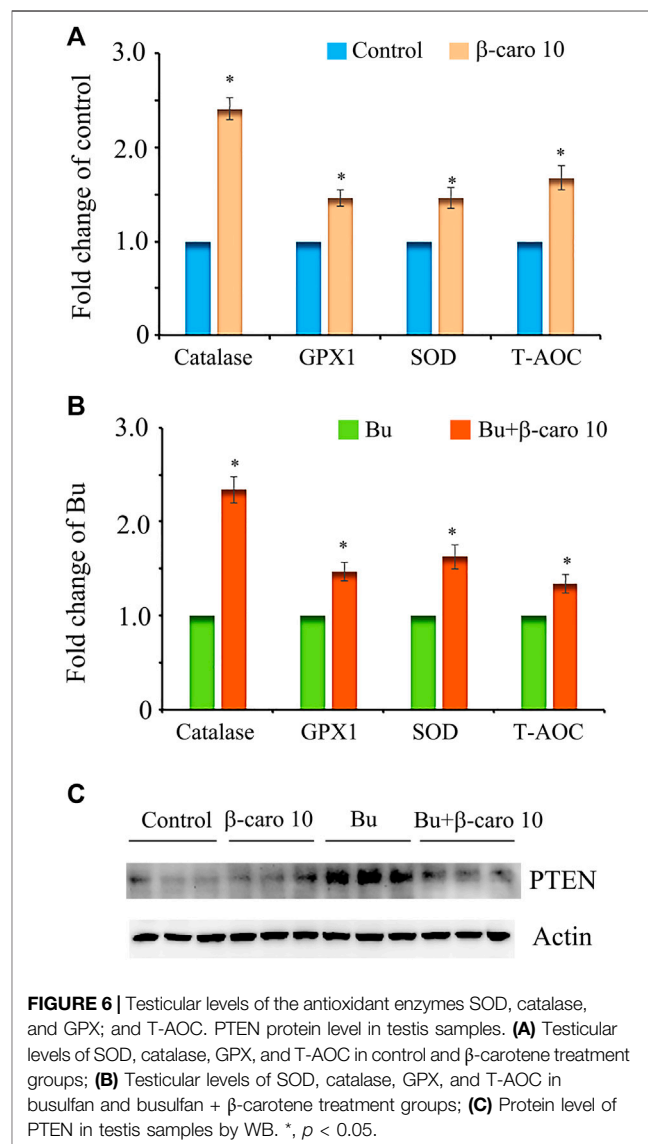 A
3.0
Control
β-caro 10
*
2.0
*
*
*
1.0
0
Fold change of control
Catalase GPX1 SOD T-AOC
B
3.0
Bu
Bu+β-caro 10
*
2.0
*
*
*
1.0
0
Fold change of Bu
Catalase GPX1 SOD T-AOC
C
Control β-caro 10 Bu Bu+β-caro 10
PTEN
Actin
FIGURE 6 | Testicular levels of the antioxidant enzymes SOD, catalase,
and GPX; and T-AOC. PTEN protein level in testis samples. (A) Testicular
levels of SOD, catalase, GPX, and T-AOC in control and β-carotene treatment
groups; (B) Testicular levels of SOD, catalase, GPX, and T-AOC in
busulfan and busulfan + β-carotene treatment groups; (C) Protein level of
PTEN in testis samples by WB. *, p < 0.05.